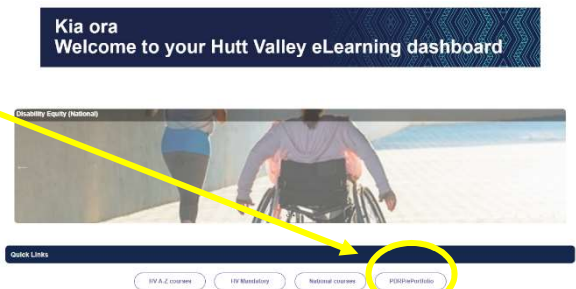 Kia ora
Welcome to your Hutt Valley eLearning dashboard
Disability Equity (National)
Quick Links
HV A-Z courses
HV Mandatory
National courses
PDRP/ePortfolio